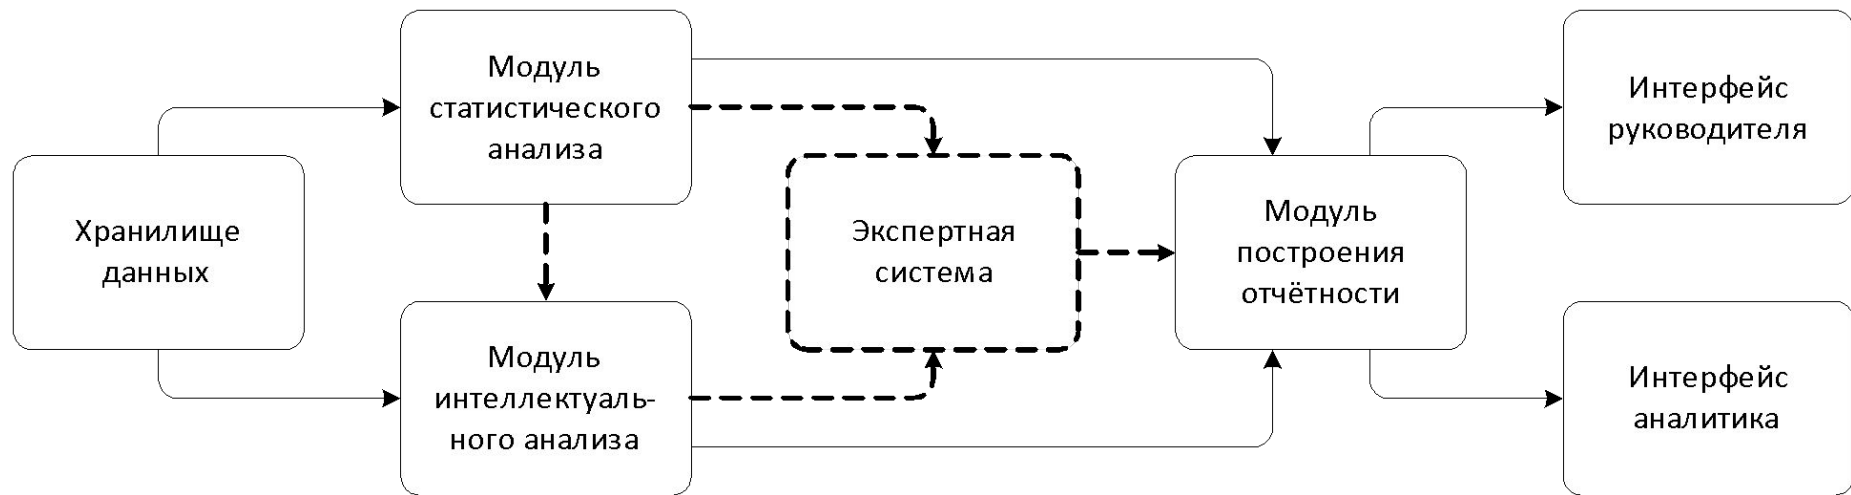 Модуль
статистического
анализа
Интерфейс
руководителя
Хранилище
данных
Экспертная
система
Модуль
построения
отчётности
Модуль
интеллектуаль-
ного анализа
Интерфейс
аналитика